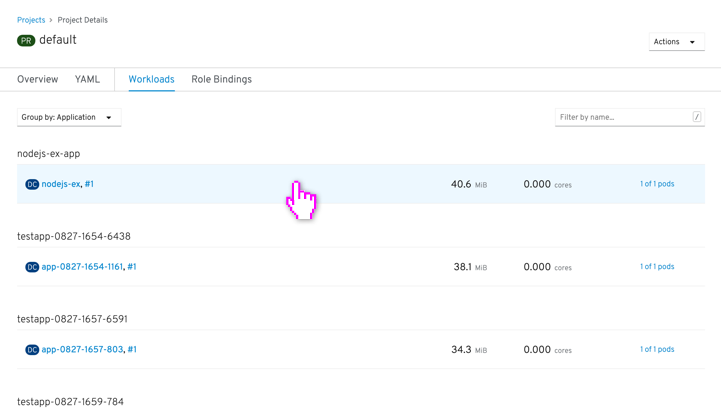 Projects > Project Details
PR default
Actions
Overview YAML Workloads Role Bindings
Group by: Application
Filter by name... /
nodejs-ex-app
DC nodejs-ex, #1 40.6 MiB 0.000 cores 1 of 1 pods
testapp-0827-1654-6438
DC app-0827-1654-1161, #1 38.1 MiB 0.000 cores 1 of 1 pods
testapp-0827-1657-6591
DC app-0827-1657-803, #1 34.3 MiB 0.000 cores 1 of 1 pods
testapp-0827-1659-784